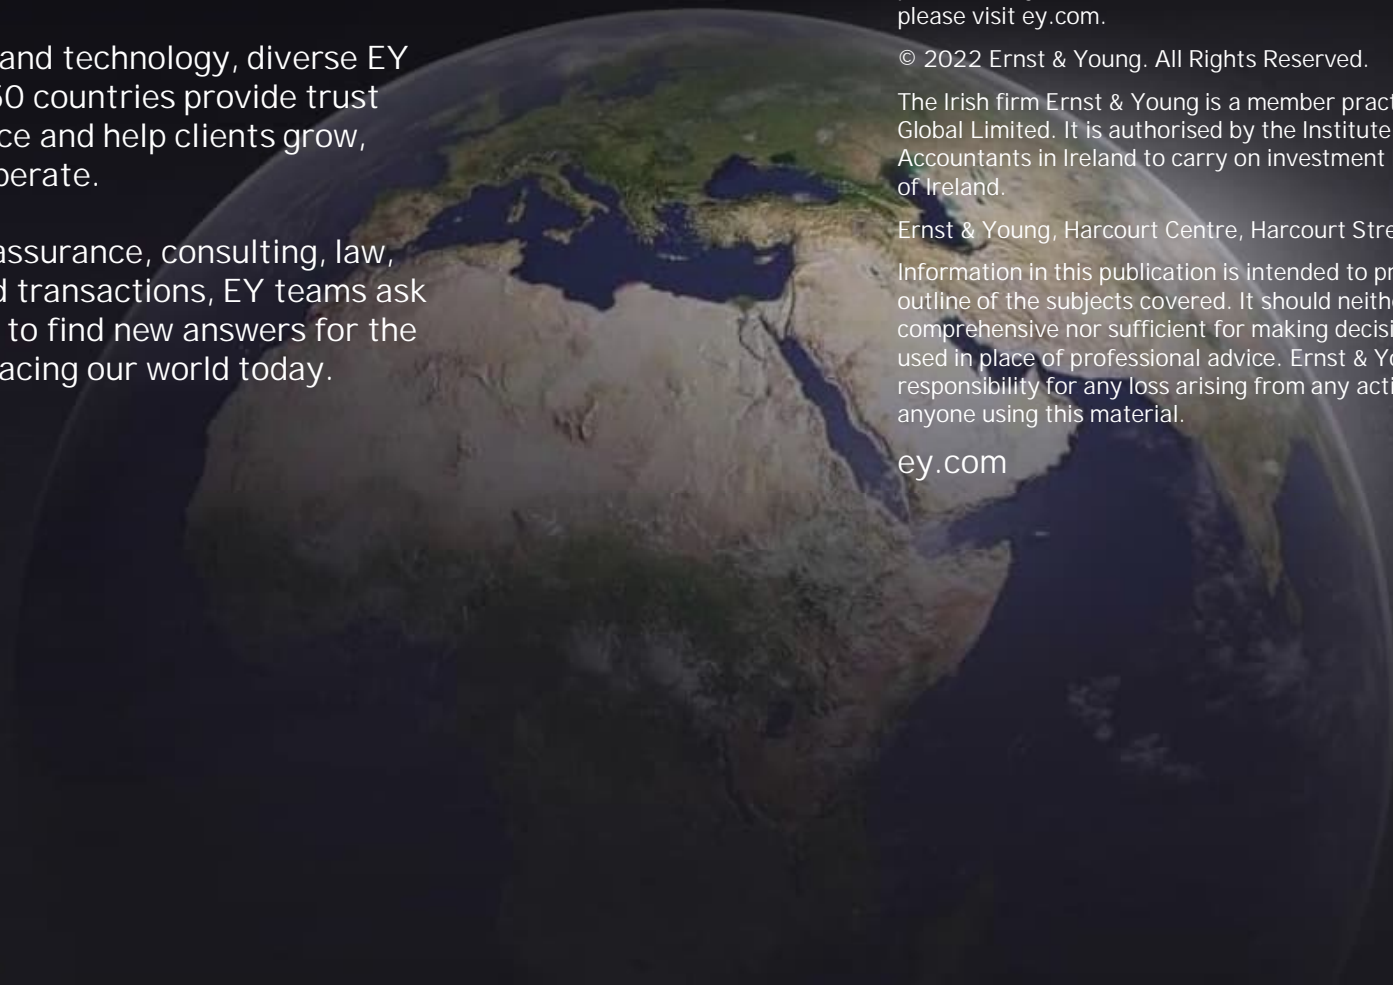 and technology, diverse EY
50 countries provide trust
ce and help clients grow,
perate.
assurance, consulting, law,
d transactions, EY teams ask
to find new answers for the
acing our world today.
please visit ey.com.
© 2022 Ernst & Young. All Rights Reserved.
The Irish firm Ernst & Young is a member pract
Global Limited. It is authorised by the Institute
Accountants in Ireland to carry on investment
of Ireland.
Ernst & Young, Harcourt Centre, Harcourt Stre
Information in this publication is intended to pr
outline of the subjects covered. It should neithe
comprehensive nor sufficient for making decisi
used in place of professional advice. Ernst & Yo
responsibility for any loss arising from any acti
anyone using this material.
ey.com